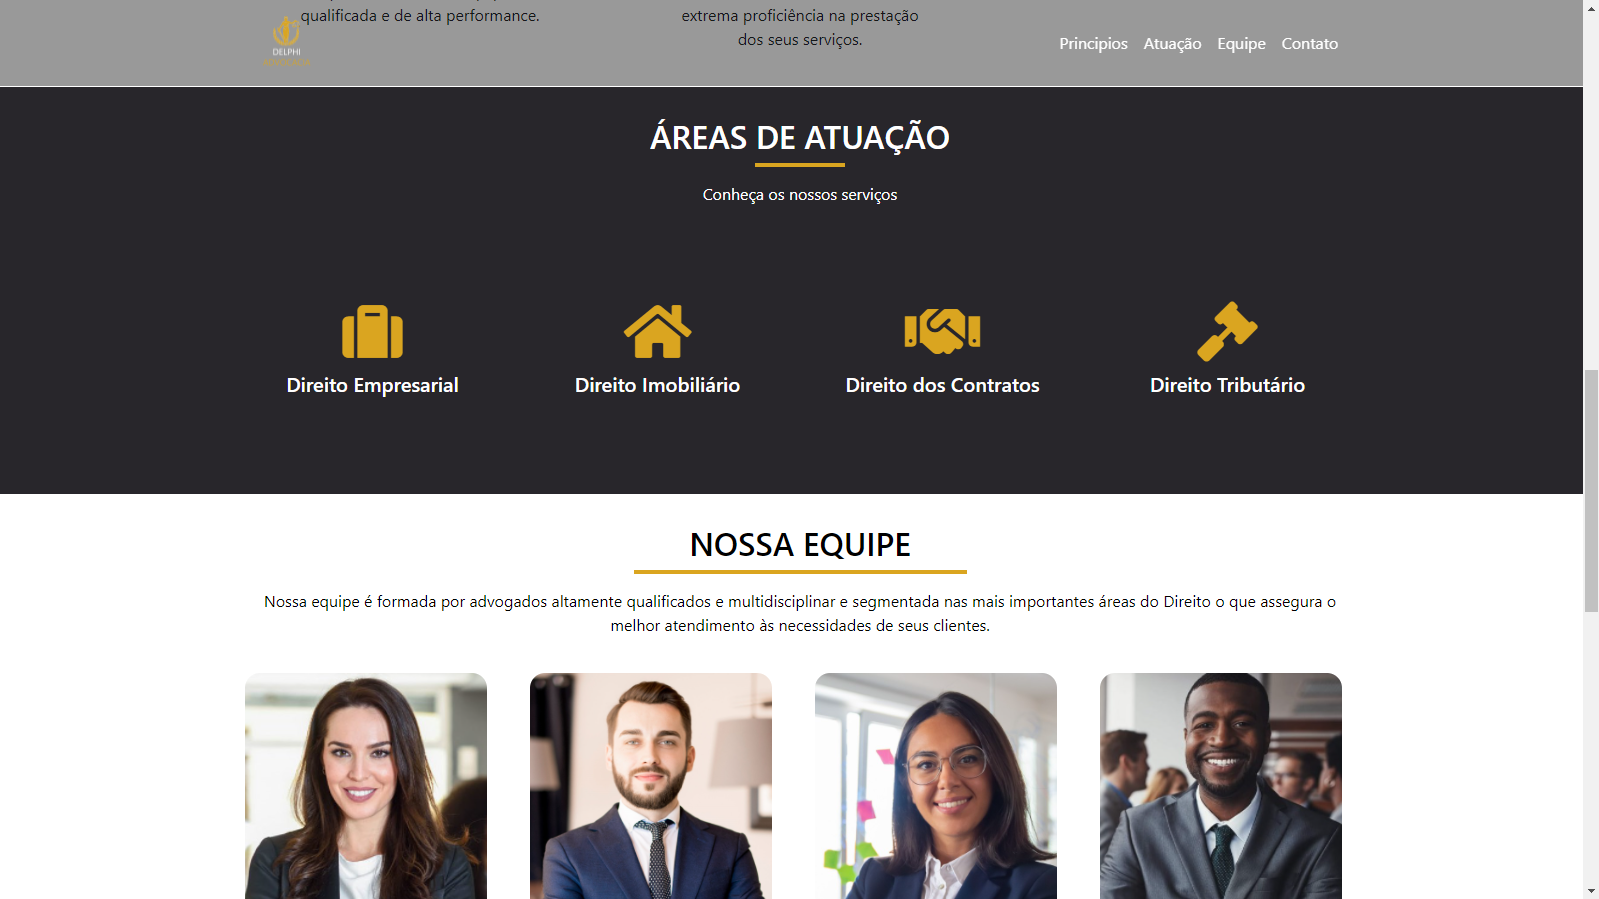 qualificada e de alta performance.
extrema proficiência na prestação
dos seus serviços.
DELPHI
ADVOCACIA
Principios
Atuação
Equipe
Contato
ÁREAS DE ATUAÇÃO
Conheça os nossos serviços
Direito Empresarial
Direito Imobiliário
Direito dos Contratos
Direito Tributário
NOSSA EQUIPE
Nossa equipe é formada por advogados altamente qualificados e multidisciplinar e segmentada nas mais importantes áreas do Direito o que assegura o
melhor atendimento às necessidades de seus clientes.